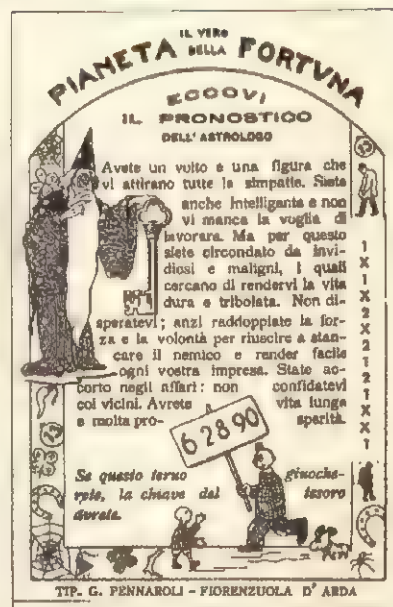 IL VERO
PIANETA DELLA FORTVNA
ECCOVI
IL PRONOSTICO
DELL'ASTROLOGO
Avete un volto e una figura che
vi attirano tutte le simpatie. Siete
anche intelligente e non
vi manca la voglia di
lavorare. Ma per questo
siete circondato da invi-
diosi e maligni, i quali
cercano di rendervi la vita
dura e tribolata. Non di-
speratevi; anzi raddoppiate la for-
za e la volontà per riuscire a stan-
care il nemico e render facile
ogni vostra impresa. State ac-
corto negli affari: non confidatevi
coi vicini. Avrete vita lunga
e molta pro- sperità.
6 28 90
Se questo terno giuoche-
rete, la chiave del tesoro
avrete.
1
X
1
X
2
X
2
1
2
1
X
X
1
TIP. G. PENNAROLI - FIORENZUOLA D'ARDA